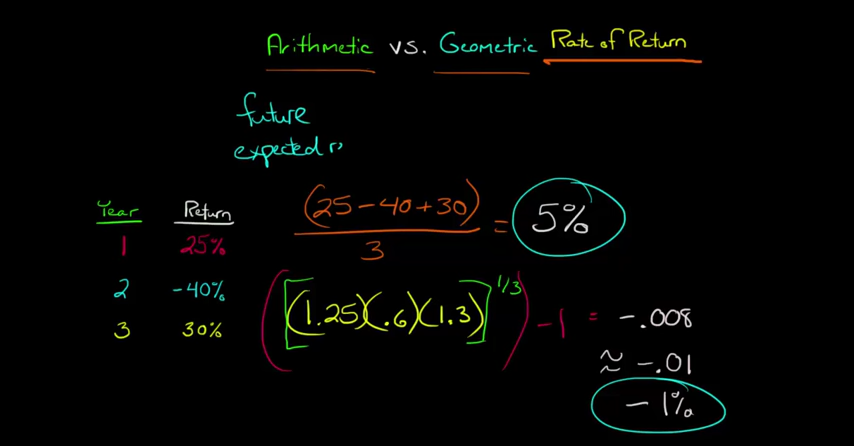 Arithmetic vs. Geometric Rate of Return
future
expected r
(25 - 40 + 30)
3
= 5%
Year Return
1 25%
2 -40%
3 30%
([(1.25)(.6)(1.3)]^1/3) - 1 = -.008
≈ -.01
-1%